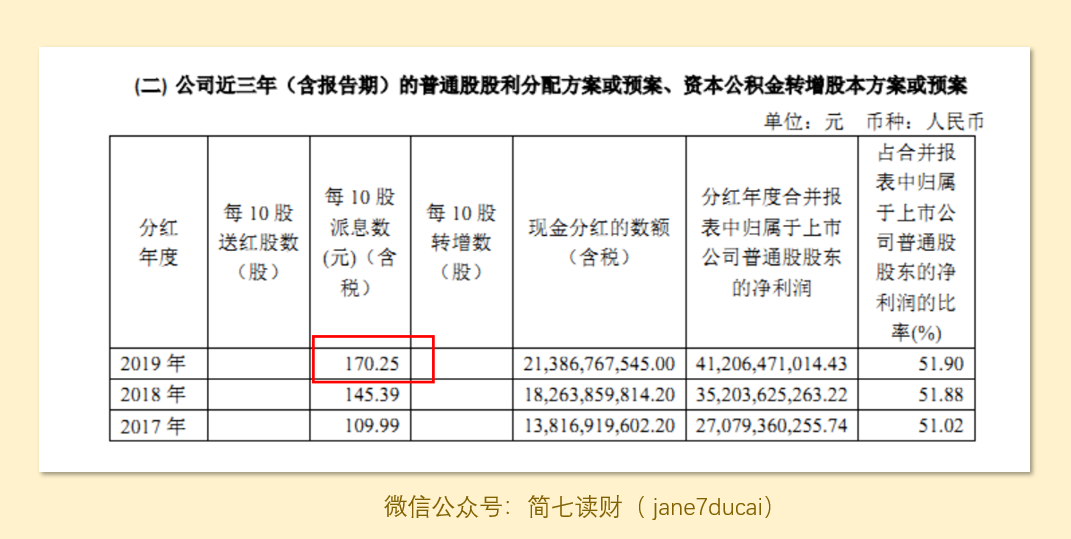 (二) 公司近三年（含报告期）的普通股股利分配方案或预案、资本公积金转增股本方案或预案
单位：元 币种：人民币
分红
年度
每 10 股
送红股数
（股）
每 10 股
派息数
(元)（含
税）
每 10 股
转增数
（股）
现金分红的数额
（含税）
分红年度合并报
表中归属于上市
公司普通股股东
的净利润
占合并报
表中归属
于上市公
司普通股
股东的净
利润的比
率(%)
2019 年 170.25 21,386,767,545.00 41,206,471,014.43 51.90
2018 年 145.39 18,263,859,814.20 35,203,625,263.22 51.88
2017 年 109.99 13,816,919,602.20 27,079,360,255.74 51.02
微信公众号：简七读财（ jane7ducai）